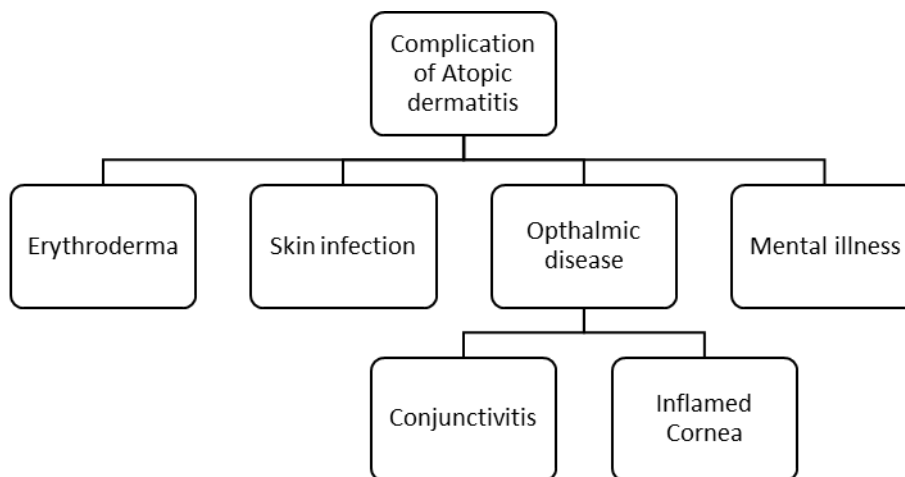 Complication
of Atopic
dermatitis
Erythroderma
Skin infection
Opthalmic
disease
Mental illness
Conjunctivitis
Inflamed
Cornea